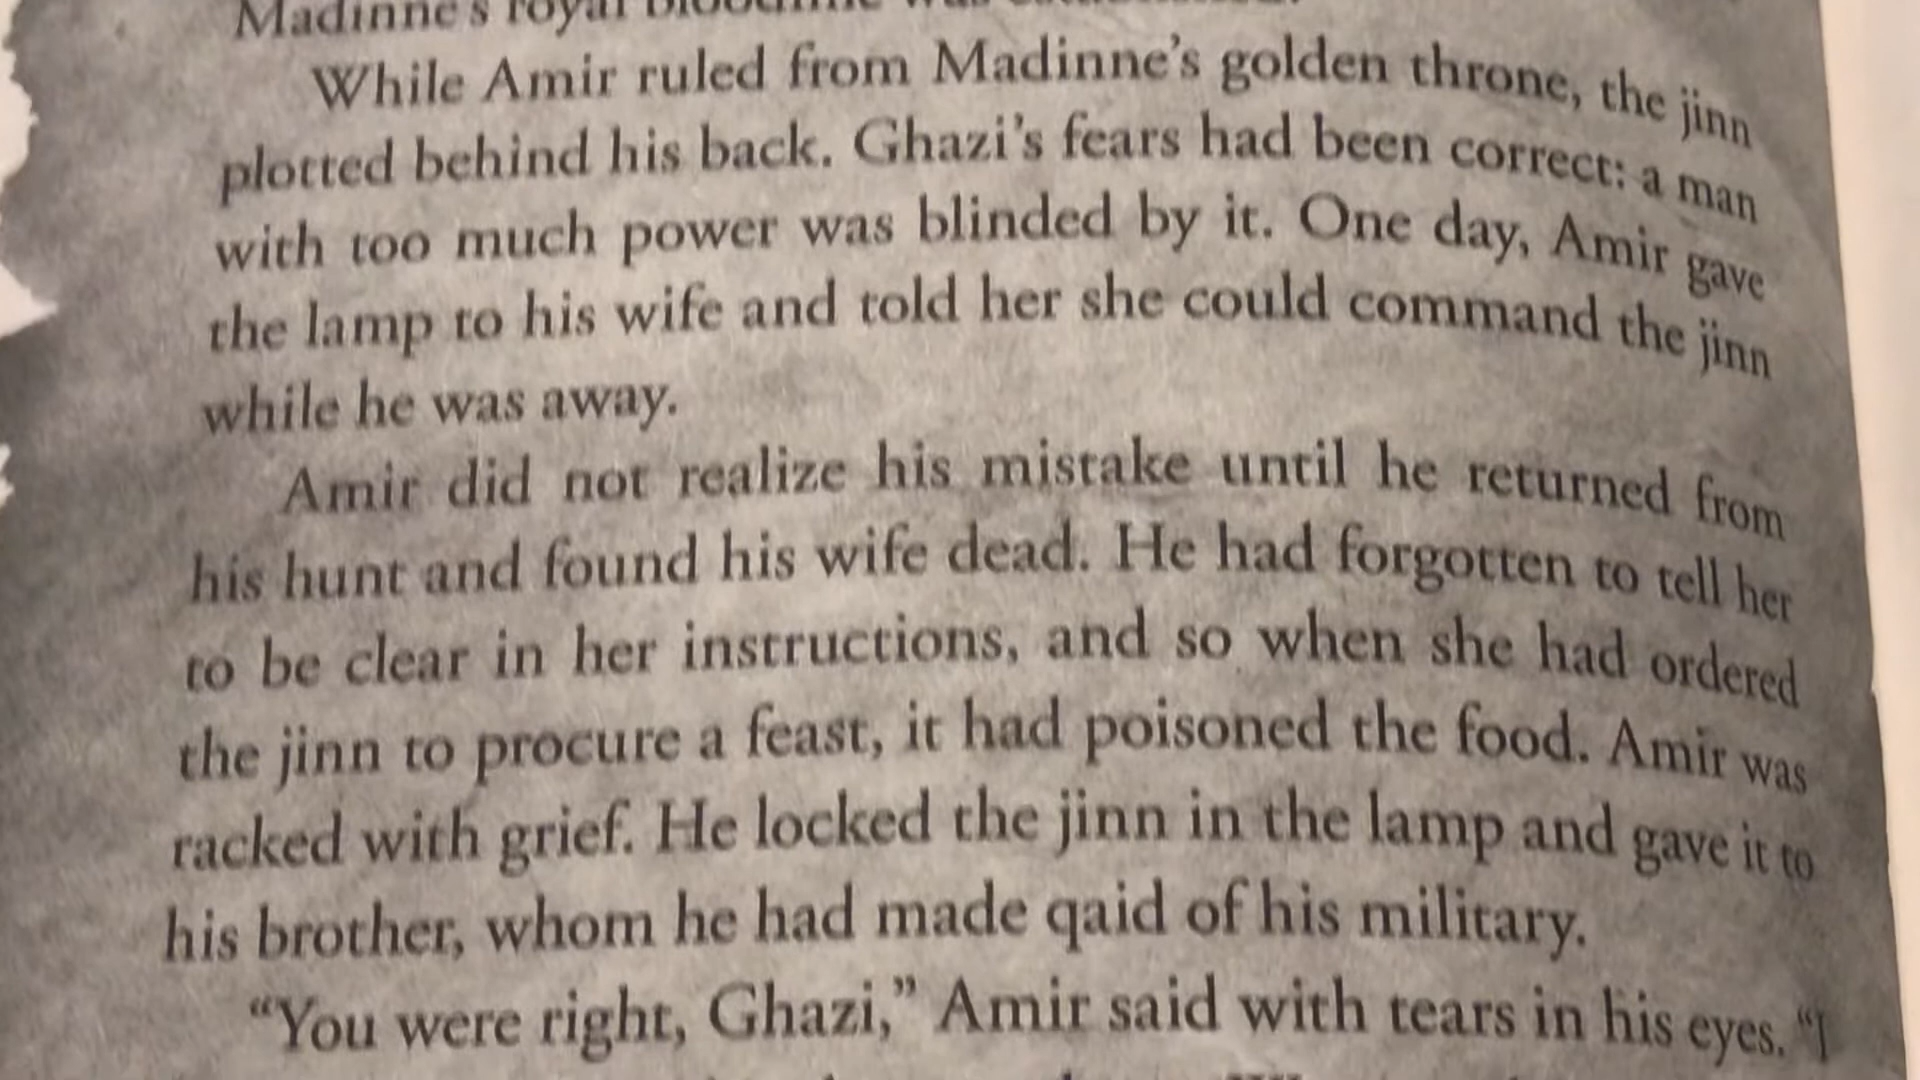 Madinne's royal bloodline was established.
While Amir ruled from Madinne's golden throne, the jinn
plotted behind his back. Ghazi's fears had been correct: a man
with too much power was blinded by it. One day, Amir gave
the lamp to his wife and told her she could command the jinn
while he was away.
Amir did not realize his mistake until he returned from
his hunt and found his wife dead. He had forgotten to tell her
to be clear in her instructions, and so when she had ordered
the jinn to procure a feast, it had poisoned the food. Amir was
racked with grief. He locked the jinn in the lamp and gave it to
his brother, whom he had made qaid of his military.
“You were right, Ghazi,” Amir said with tears in his eyes. “I